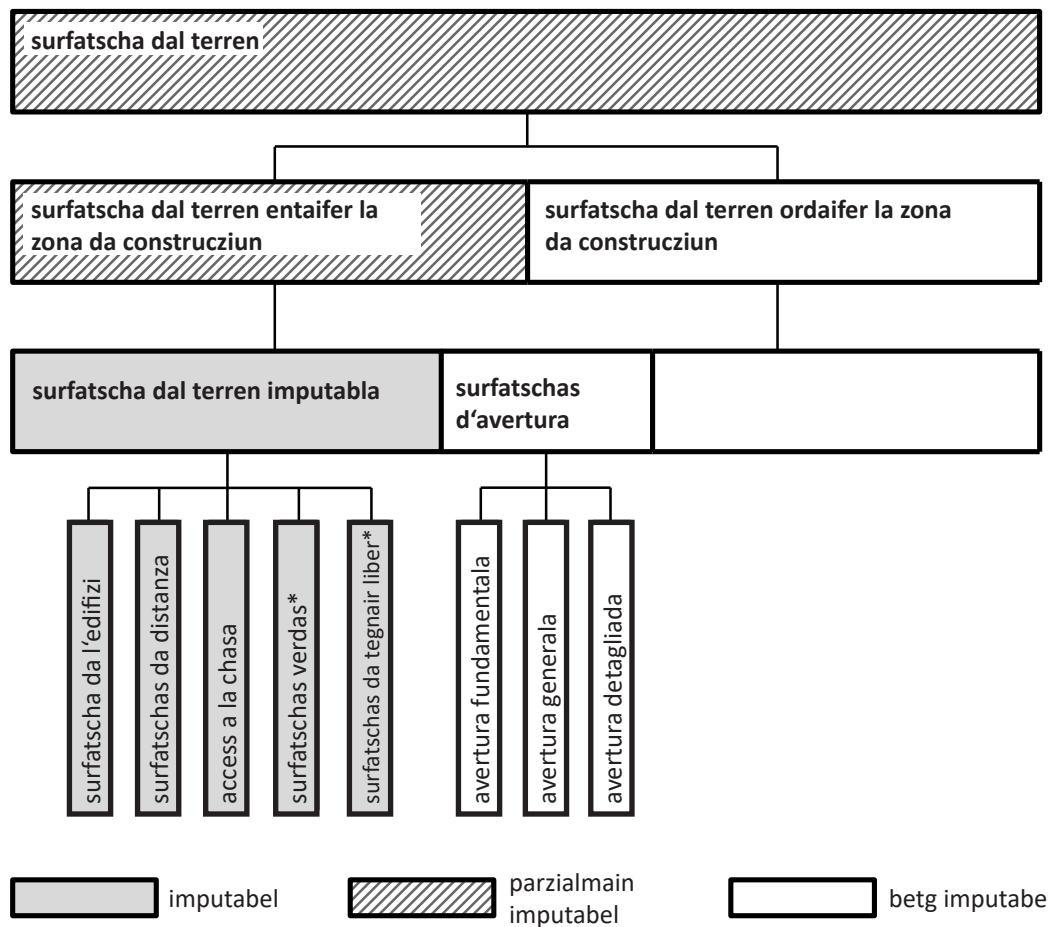 surfatscha dal terren
surfatscha dal terren entaifer la
zona da construcziun
surfatscha dal terren ordaifer la zona
da construcziun
surfatscha dal terren imputabla
surfatschas
d‘avertura
surfatscha da l‘edifizi
surfatschas da distanza
access a la chasa
surfatschas verdas*
surfatschas da tegnair liber*
avertura fundamentala
avertura generala
avertura detagliada
imputabel
parzialmain
imputabel
betg imputabe